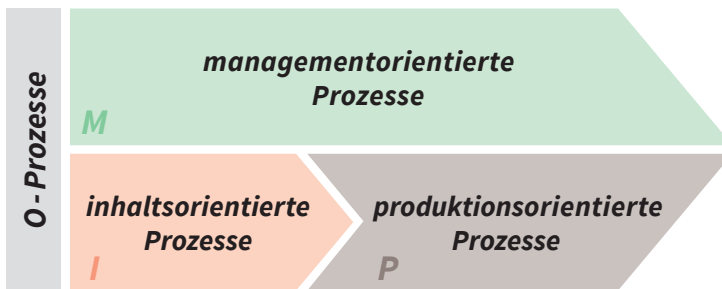 O - Prozesse
managementorientierte
Prozesse
M
inhaltsorientierte
Prozesse
I
produktionsorientierte
Prozesse
P